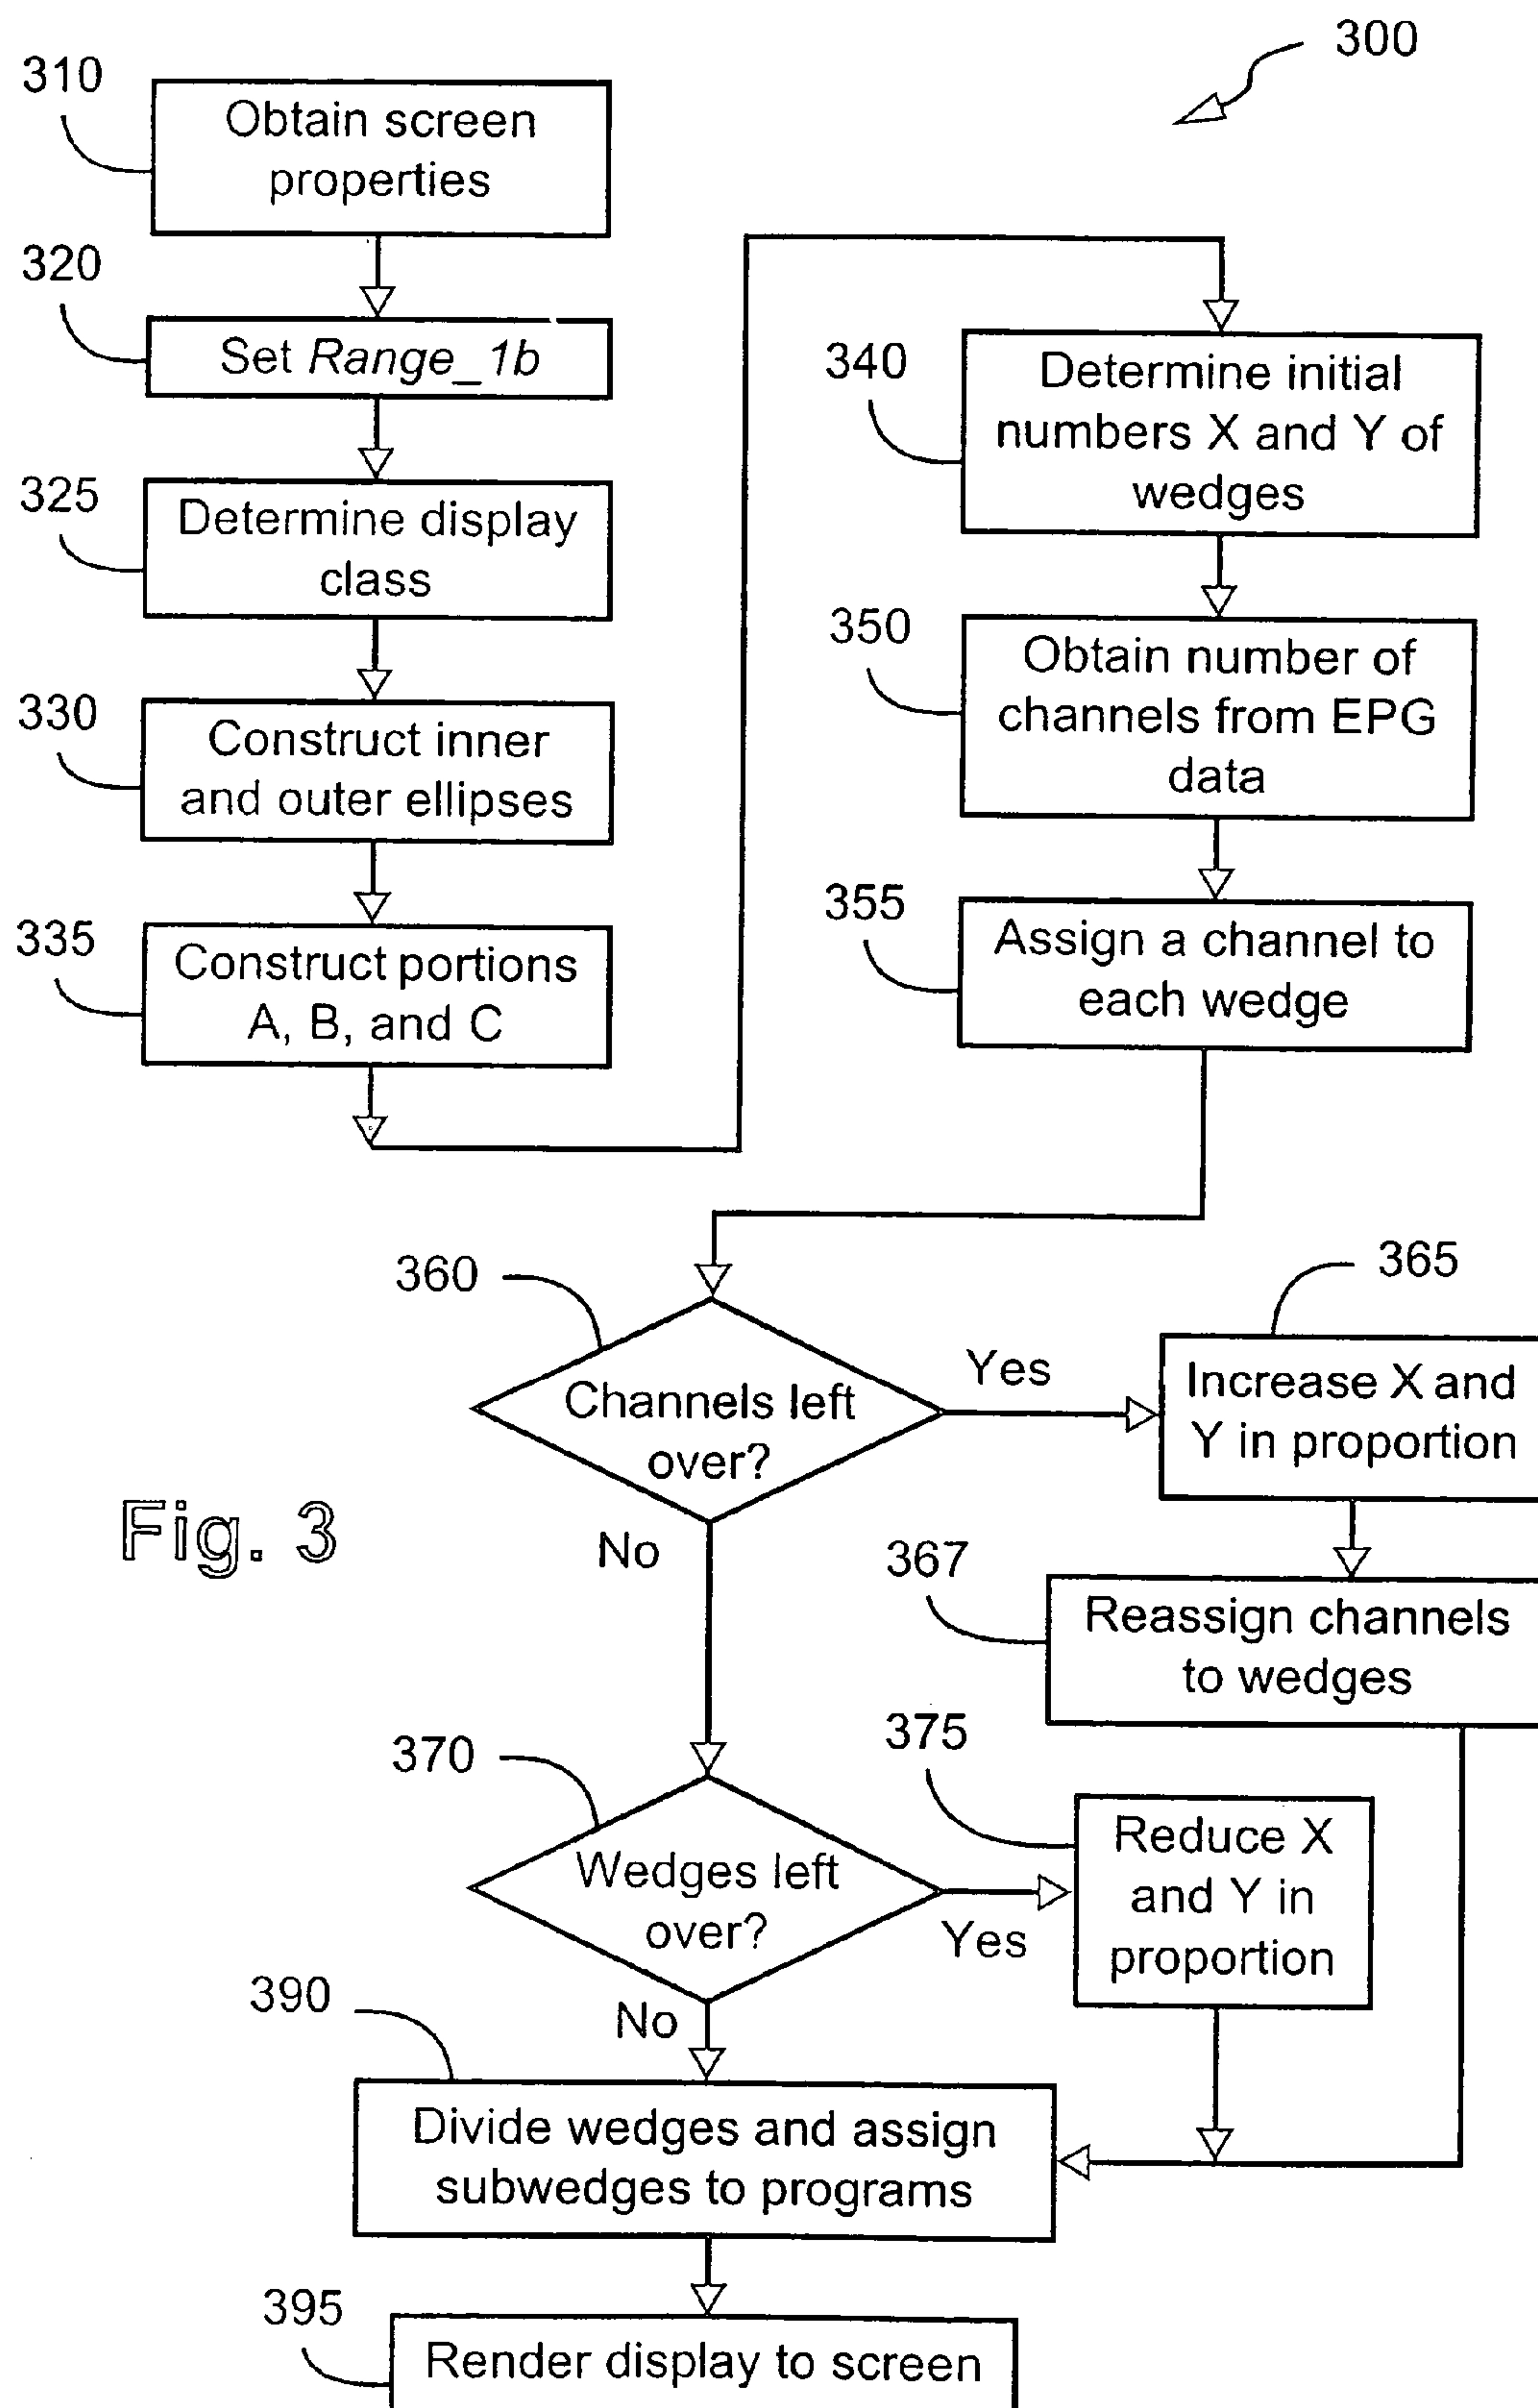 300
310
Obtain screen
properties
320
Set Range_1b
325
Determine display
class
330
Construct inner
and outer ellipses
335
Construct portions
A, B, and C
340
Determine initial
numbers X and Y of
wedges
350
Obtain number of
channels from EPG
data
355
Assign a channel to
each wedge
360
Channels left
over?
Yes
365
Increase X and
Y in proportion
No
367
Reassign channels
to wedges
Fig. 3
370
Wedges left
over?
Yes
375
Reduce X
and Y in
proportion
No
390
Divide wedges and assign
subwedges to programs
395
Render display to screen